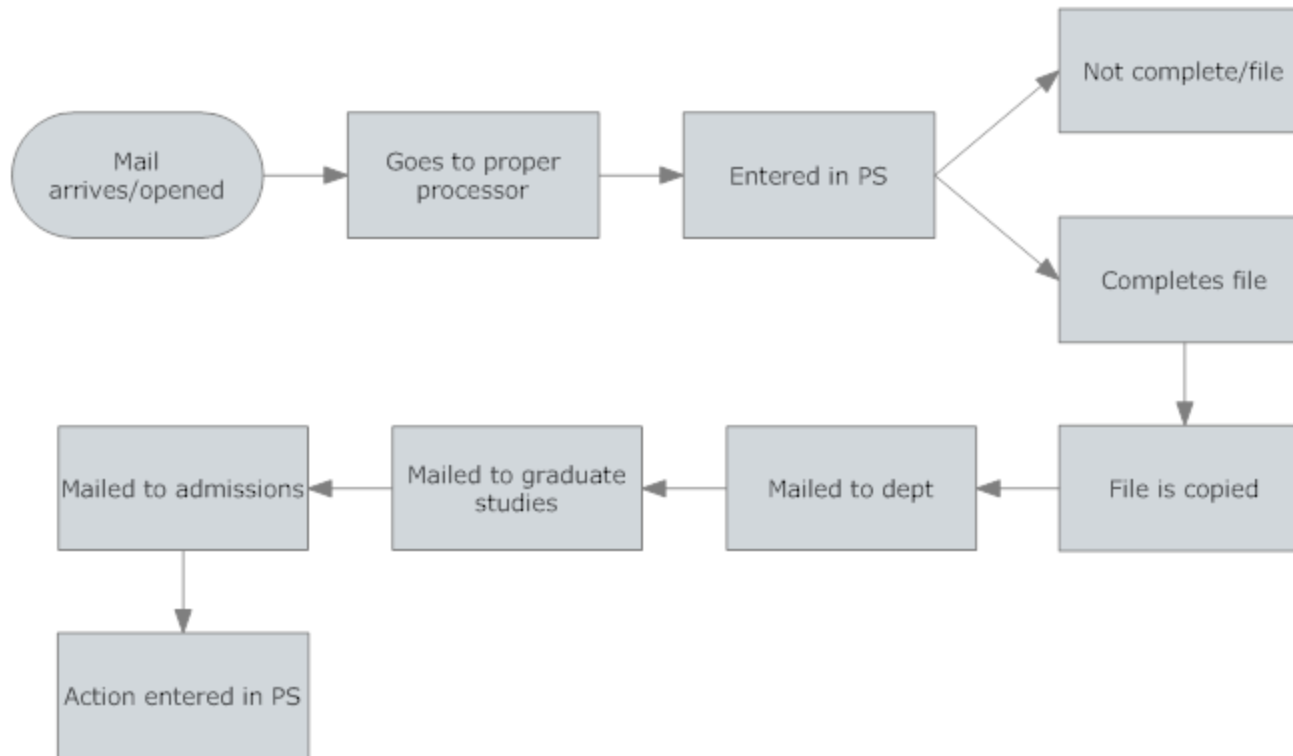 Not complete/file
Mail
arrives/opened
Goes to proper
processor
Entered in PS
Completes file
Mailed to admissions
Mailed to graduate
studies
Mailed to dept
File is copied
Action entered in PS